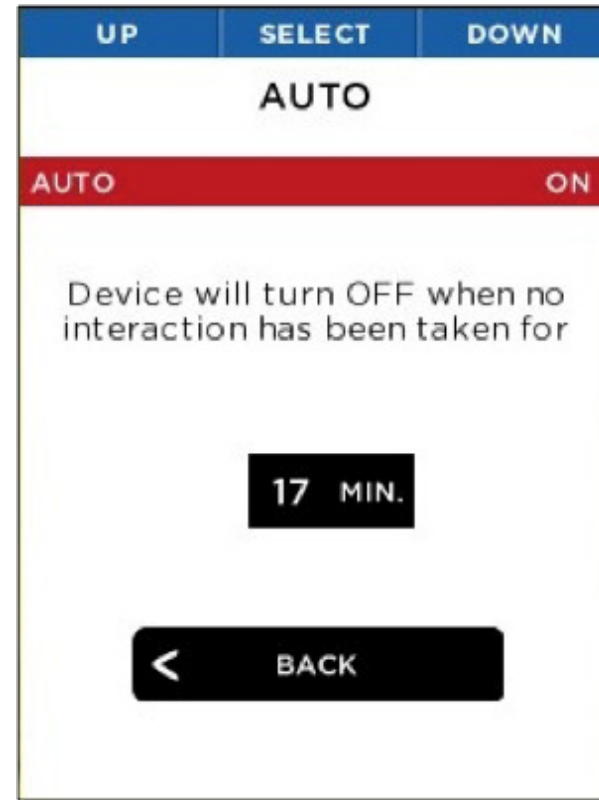 UP SELECT DOWN
AUTO
AUTO ON
Device will turn OFF when no
interaction has been taken for
17 MIN.
< BACK